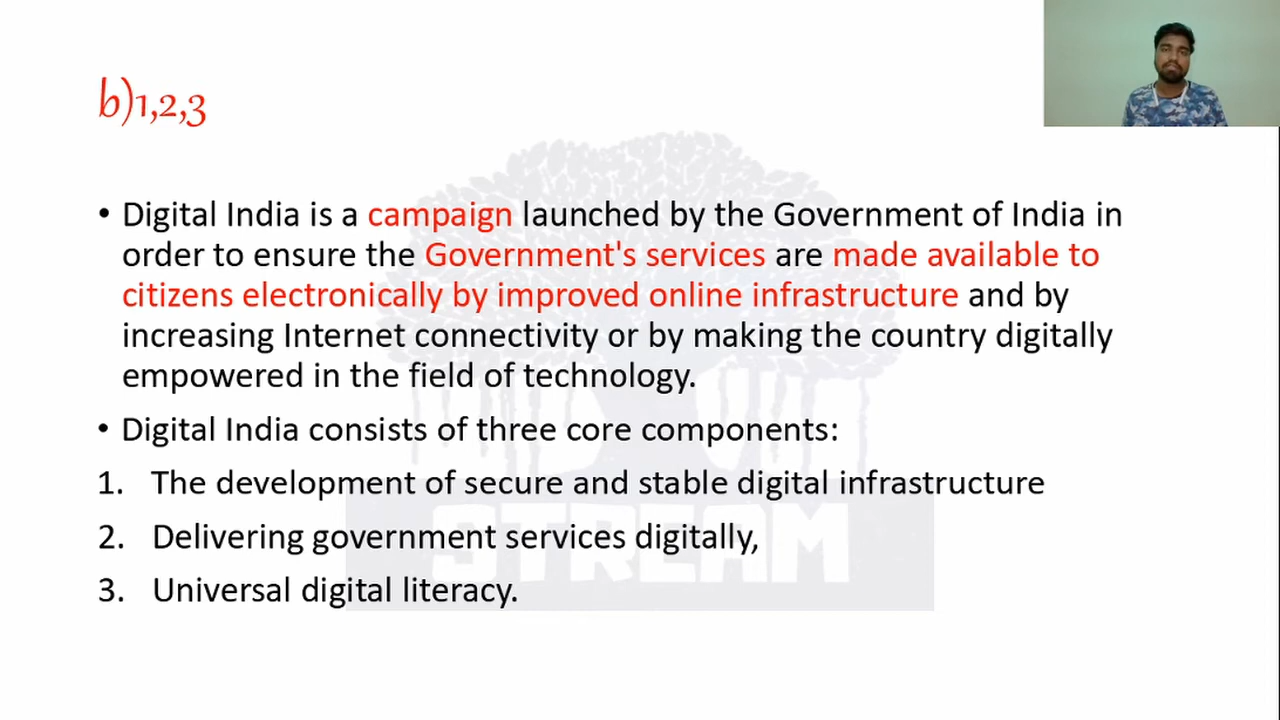 b)1,2,3
• Digital India is a campaign launched by the Government of India in
order to ensure the Government's services are made available to
citizens electronically by improved online infrastructure and by
increasing Internet connectivity or by making the country digitally
empowered in the field of technology.
• Digital India consists of three core components:
1. The development of secure and stable digital infrastructure
2. Delivering government services digitally,
3. Universal digital literacy.
STREAM